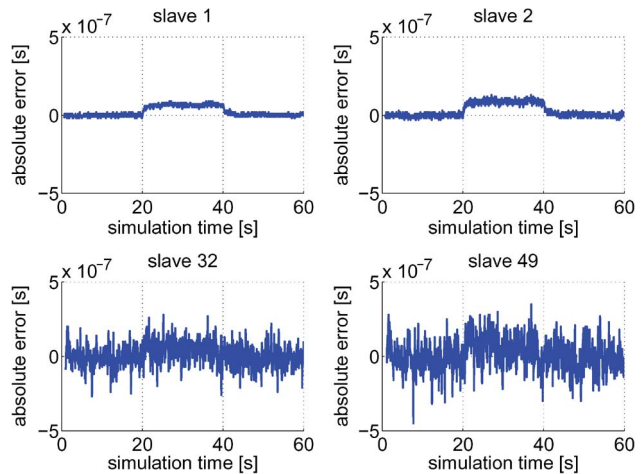 slave 1
x 10⁻⁷
5
absolute error [s]
0
−5
0 20 40 60
simulation time [s]
slave 2
x 10⁻⁷
5
absolute error [s]
0
−5
0 20 40 60
simulation time [s]
slave 32
x 10⁻⁷
5
absolute error [s]
0
−5
0 20 40 60
simulation time [s]
slave 49
x 10⁻⁷
5
absolute error [s]
0
−5
0 20 40 60
simulation time [s]